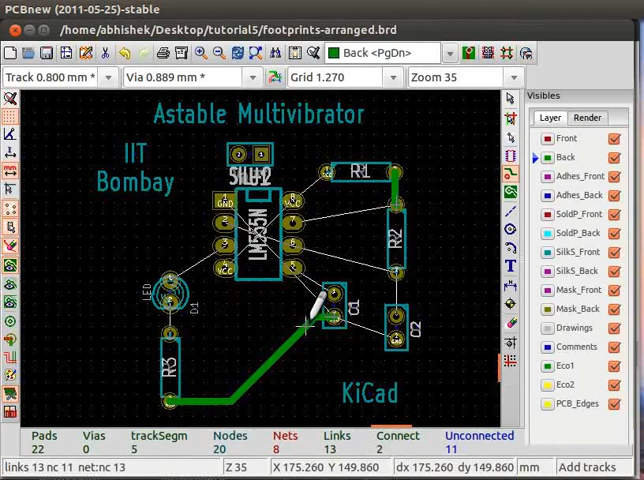 PCBnew (2011-05-25)-stable
/home/abhishek/Desktop/tutorial5/footprints-arranged.brd
Back <PgDn>
Track 0.800 mm *
Via 0.889 mm *
Grid 1.270
Zoom 35
Visibles
Layer Render
Front
Back
Adhes_Front
Adhes_Back
SoldP_Front
SoldP_Back
SilkS_Front
SilkS_Back
Mask_Front
Mask_Back
Drawings
Comments
Eco1
Eco2
PCB_Edges
Astable Multivibrator
IIT
Bombay
R1
GND
VCC
LM555N
R2
VCC
LED
D1
C1
C2
R3
KiCad
Pads Vias trackSegm Nodes Nets Links Connect Unconnected
22 0 5 20 8 13 2 11
links 13 nc 11 net:nc 13
Z 35
X 175.260 Y 149.860
dx 175.260 dy 149.860
mm
Add tracks